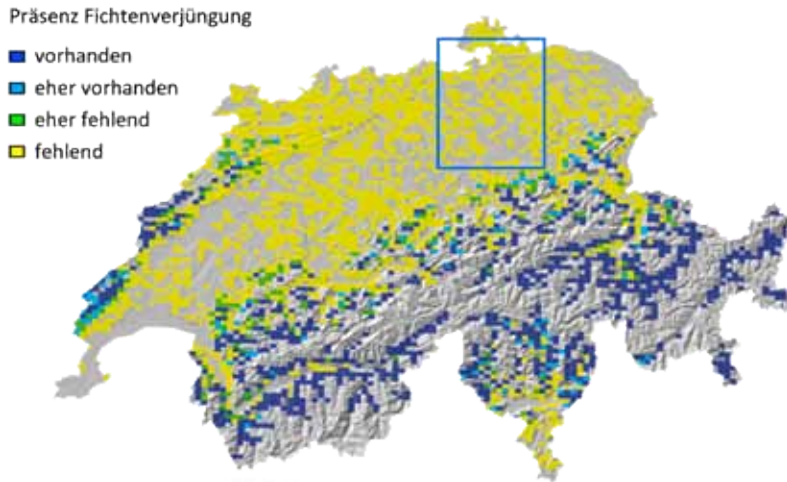 Präsenz Fichtenverjüngung
vorhanden
eher vorhanden
eher fehlend
fehlend